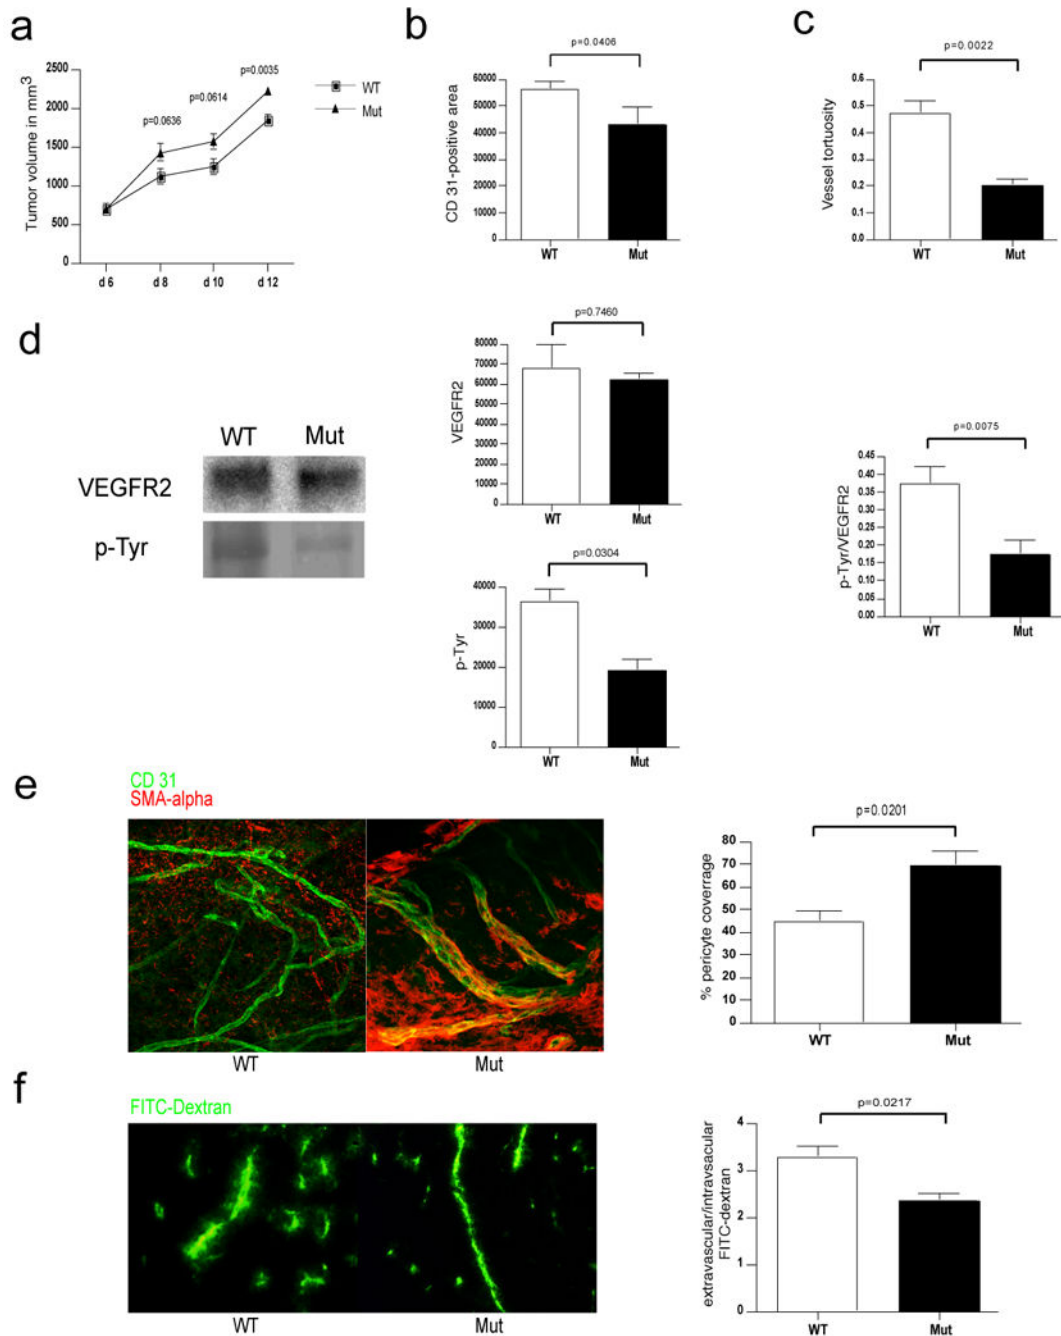 a
Tumor volume in mm3
2500
2000
1500
1000
500
0
d 6
d 8
d 10
d 12
p=0.0636
p=0.0614
p=0.0035
WT
Mut
b
p=0.0406
CD 31-positive area
60000
50000
40000
30000
20000
10000
0
WT
Mut
c
p=0.0022
Vessel tortuosity
0.6
0.5
0.4
0.3
0.2
0.1
0.0
WT
Mut
d
WT
Mut
VEGFR2
p-Tyr
p=0.7460
VEGFR2
80000
70000
60000
50000
40000
30000
20000
10000
0
WT
Mut
p=0.0304
p-Tyr
40000
30000
20000
10000
0
WT
Mut
p=0.0075
p-Tyr/VEGFR2
0.45
0.40
0.35
0.30
0.25
0.20
0.15
0.10
0.05
0.00
WT
Mut
e
CD 31
SMA-alpha
WT
Mut
p=0.0201
% pericyte coverrage
80
70
60
50
40
30
20
10
0
WT
Mut
f
FITC-Dextran
WT
Mut
p=0.0217
extravascular/intravsacular
FITC-dextran
4
3
2
1
0
WT
Mut